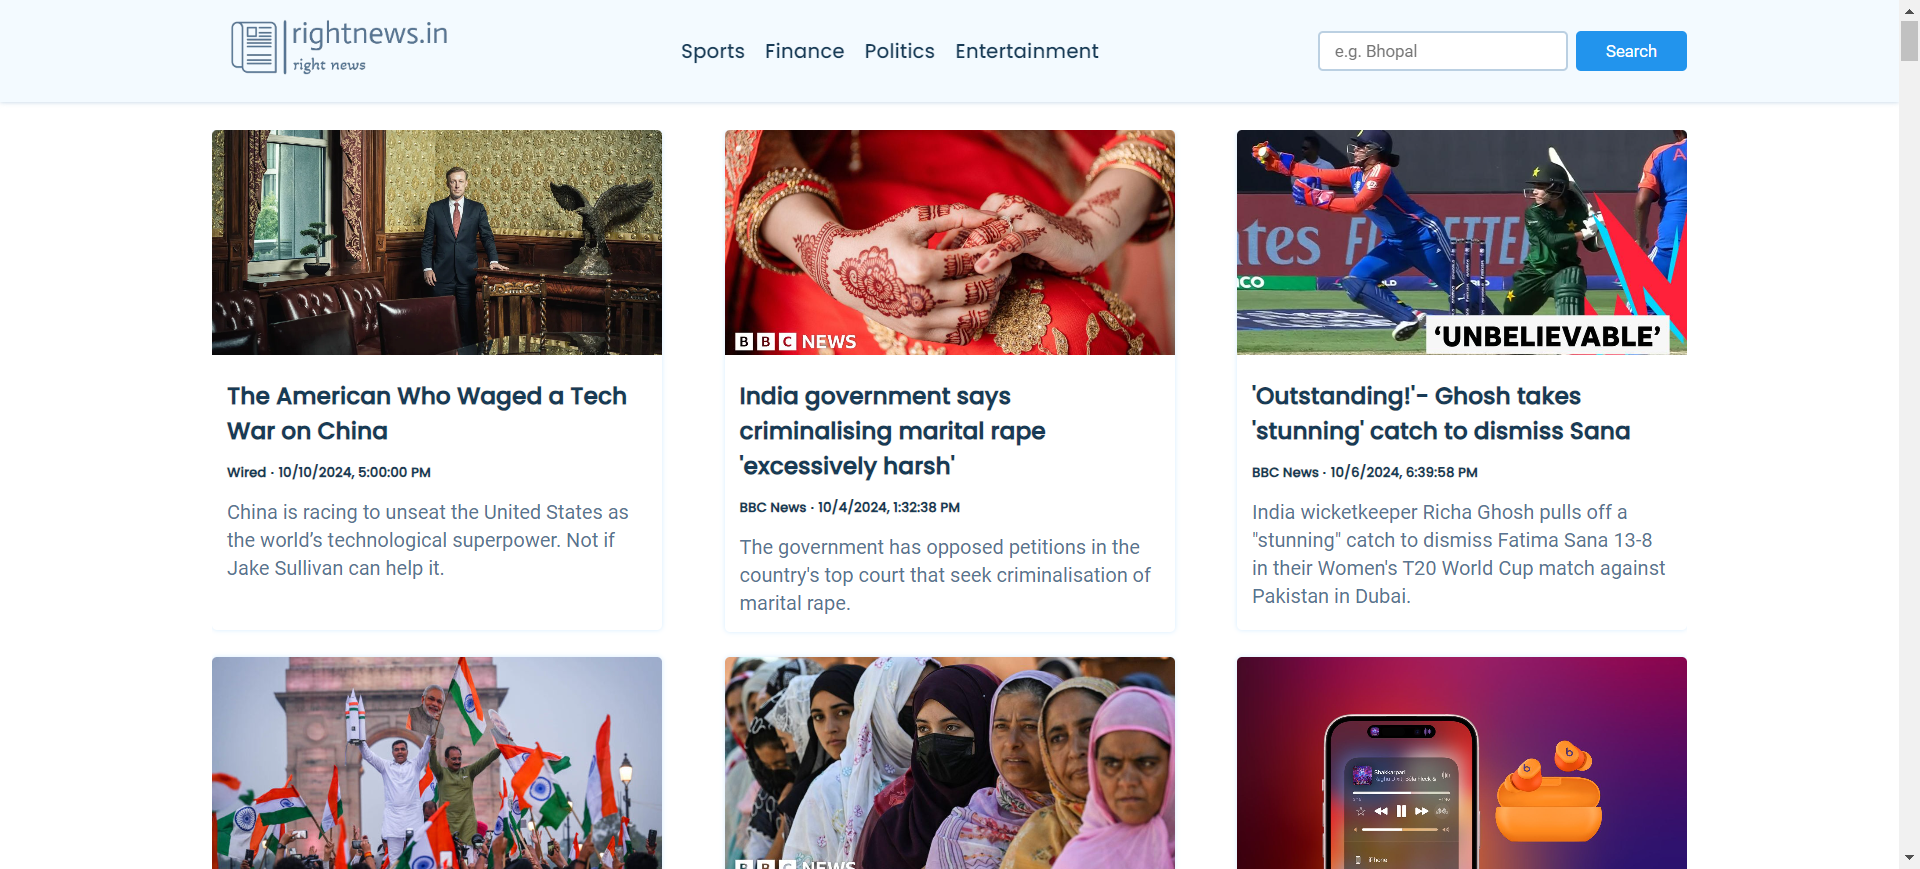 rightnews.in
right news
Sports Finance Politics Entertainment
e.g. Bhopal
Search
BBC NEWS
etes
‘UNBELIEVABLE’
The American Who Waged a Tech
War on China
Wired · 10/10/2024, 5:00:00 PM
China is racing to unseat the United States as
the world’s technological superpower. Not if
Jake Sullivan can help it.
India government says
criminalising marital rape
'excessively harsh'
BBC News · 10/4/2024, 1:32:38 PM
The government has opposed petitions in the
country's top court that seek criminalisation of
marital rape.
'Outstanding!'- Ghosh takes
'stunning' catch to dismiss Sana
BBC News · 10/6/2024, 6:39:58 PM
India wicketkeeper Richa Ghosh pulls off a
"stunning" catch to dismiss Fatima Sana 13-8
in their Women's T20 World Cup match against
Pakistan in Dubai.
BBC NEWS
iPhone